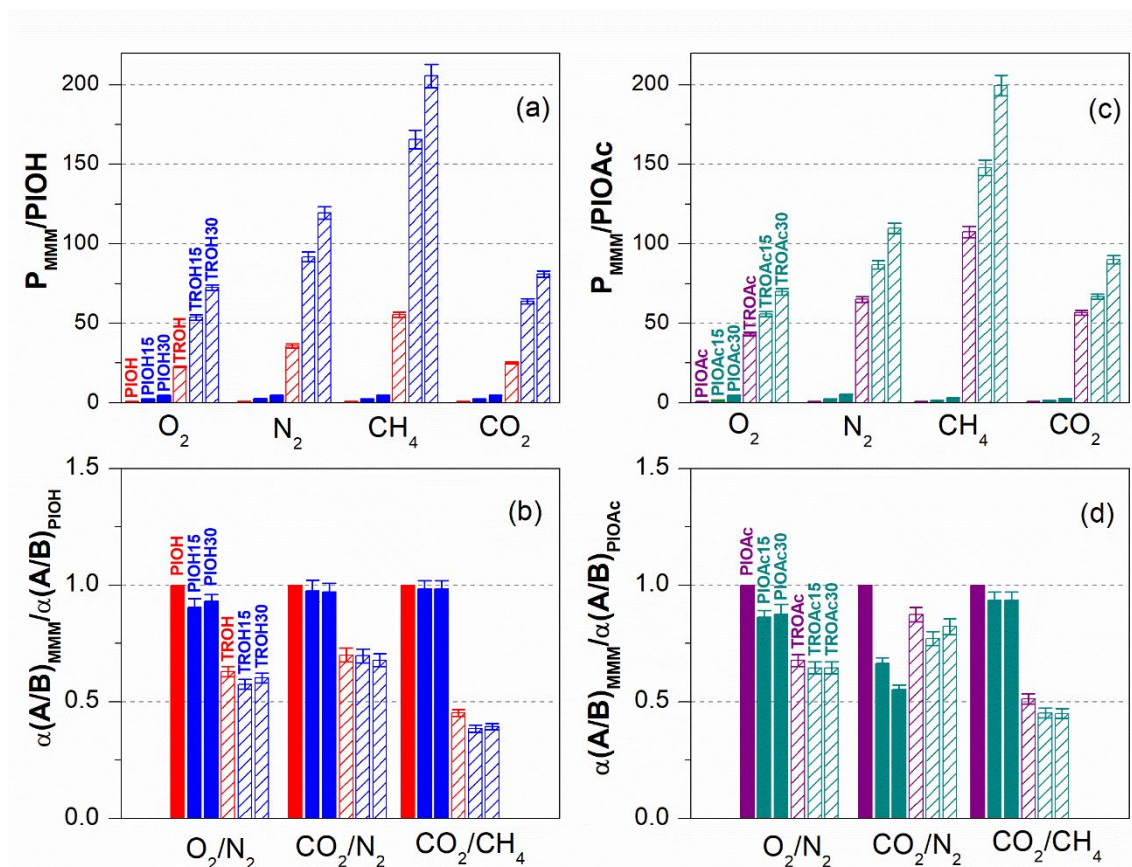 (a)
P_MMM/PIOH
200
150
100
50
0
PIOH
PIOH15
PIOH30
TROH
TROH15
TROH30
O₂ N₂ CH₄ CO₂
(c)
P_MMM/PIOAc
200
150
100
50
0
PIOAc
PIOAc15
PIOAc30
TROAc
TROAc15
TROAc30
O₂ N₂ CH₄ CO₂
(b)
α(A/B)_MMM/α(A/B)_PIOH
1.5
1.0
0.5
0.0
PIOH
PIOH15
PIOH30
TROH
TROH15
TROH30
O₂/N₂ CO₂/N₂ CO₂/CH₄
(d)
α(A/B)_MMM/α(A/B)_PIOAc
1.5
1.0
0.5
0.0
PIOAc
PIOAc15
PIOAc30
TROAc
TROAc15
TROAc30
O₂/N₂ CO₂/N₂ CO₂/CH₄